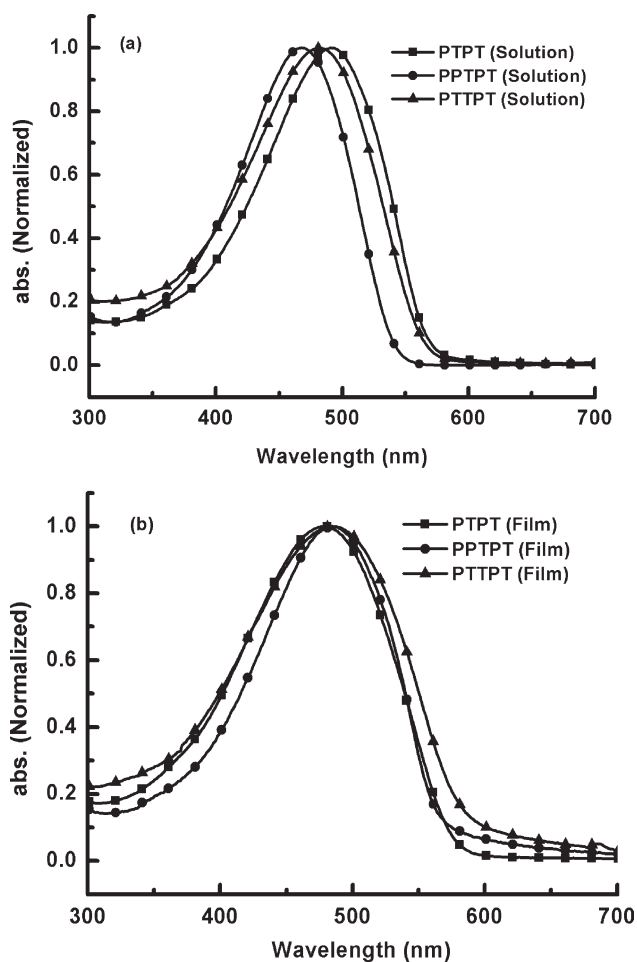 (a)
PTPT (Solution)
PPTPT (Solution)
PTTPT (Solution)
abs. (Normalized)
1.0
0.8
0.6
0.4
0.2
0.0
300 400 500 600 700
Wavelength (nm)
(b)
PTPT (Film)
PPTPT (Film)
PTTPT (Film)
abs. (Normalized)
1.0
0.8
0.6
0.4
0.2
0.0
300 400 500 600 700
Wavelength (nm)